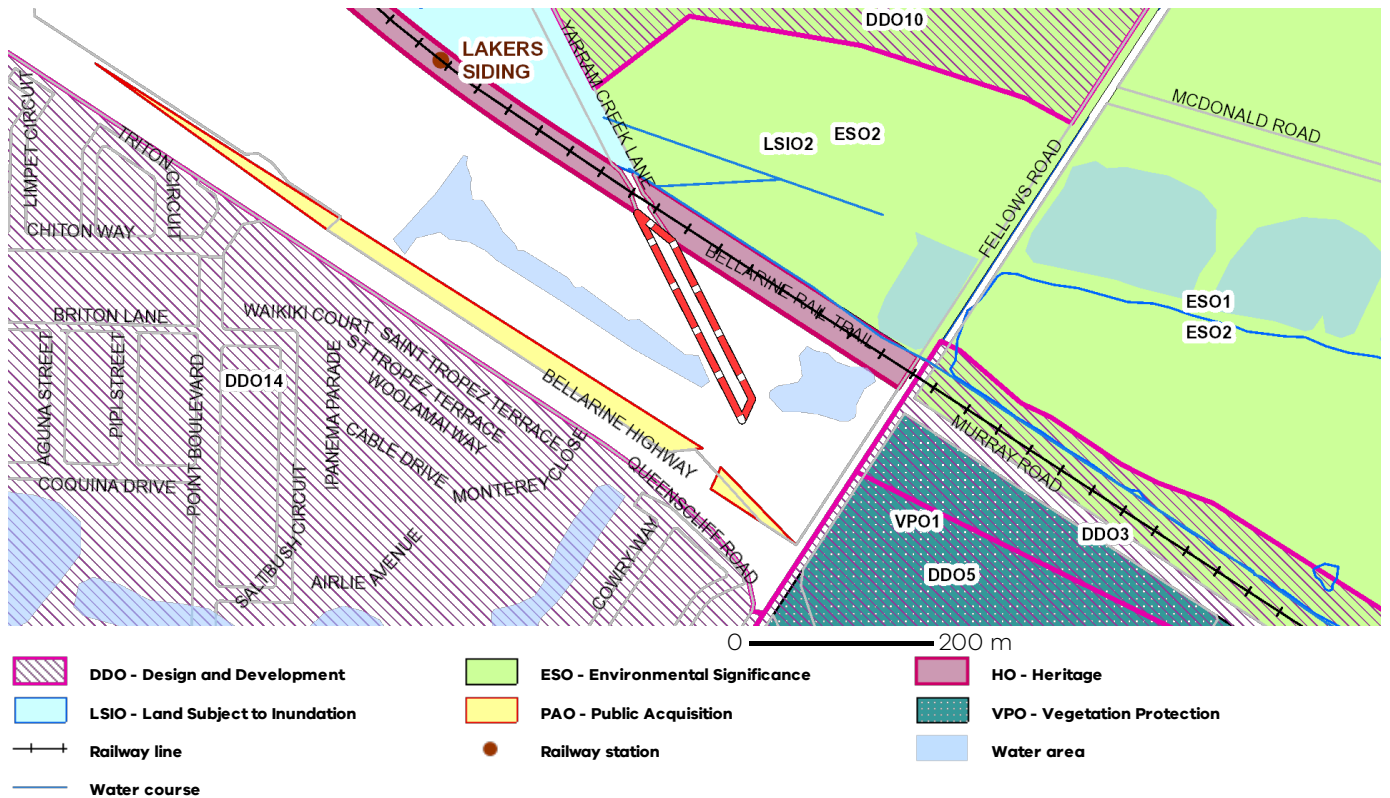 DDO10
LAKERS
SIDING
YARRAM CREEK LANE
MCDONALD ROAD
LIMPET CIRCUIT
TRITON CIRCUIT
LSIO2
ESO2
FELLOWS ROAD
CHITON WAY
BELLARINE RAIL TRAIL
ESO1
ESO2
BRITON LANE
WAIKIKI COURT
SAINT TROPEZ TERRACE
ST TROPEZ TERRACE
WOOLAMAI WAY
AGUNA STREET
PIPI STREET
POINT BOULEVARD
DDO14
IPANEMA PARADE
BELLARINE HIGHWAY
CABLE DRIVE
MONTEREY CLOSE
MURRAY ROAD
COQUINA DRIVE
SALTBUSH CIRCUIT
QUEENSCLIFF ROAD
VPO1
DDO3
DDO5
AIRLIE AVENUE
COWRY WAY
0 200 m
DDO - Design and Development
ESO - Environmental Significance
HO - Heritage
LSIO - Land Subject to Inundation
PAO - Public Acquisition
VPO - Vegetation Protection
Railway line
Railway station
Water area
Water course